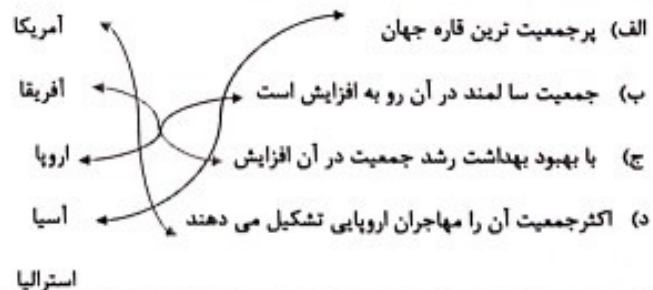 الف) پرجمعیت ترین قاره جهان آمریکا
ب) جمعیت سا لمند در آن رو به افزایش است آفریقا
ج) با بهبود بهداشت رشد جمعیت در آن افزایش اروپا
د) اکثرجمعیت آن را مهاجران اروپایی تشکیل می دهند آسیا
استرالیا